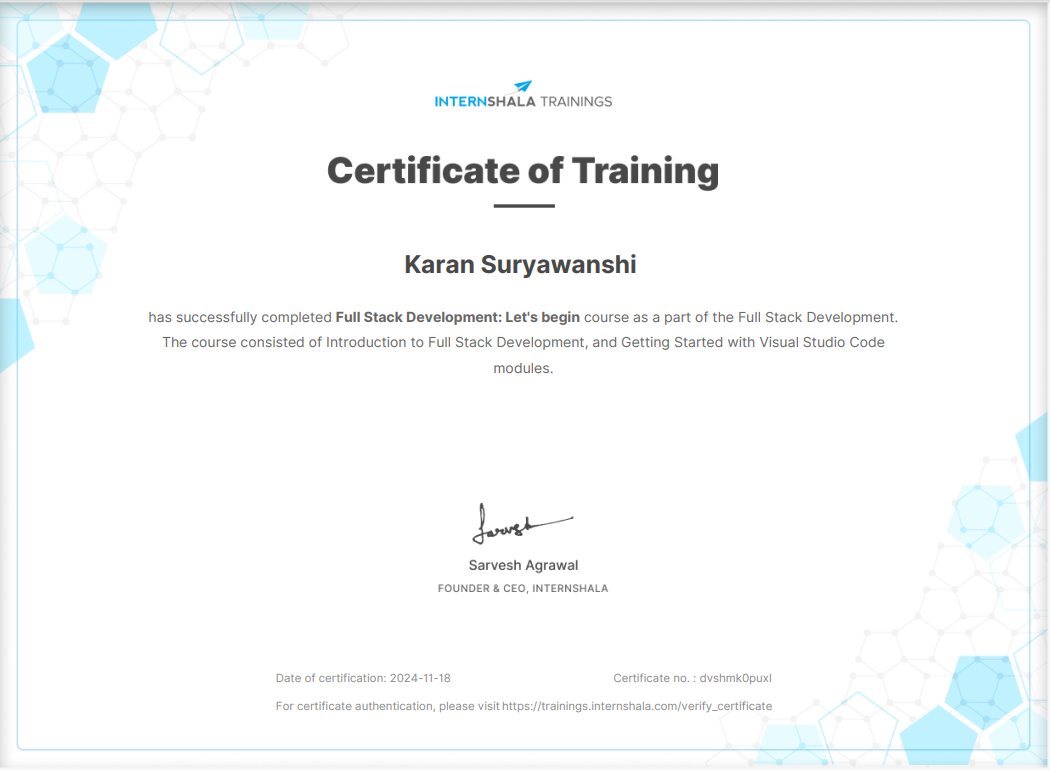 INTERNSHALA TRAININGS
Certificate of Training
Karan Suryawanshi
has successfully completed Full Stack Development: Let's begin course as a part of the Full Stack Development.
The course consisted of Introduction to Full Stack Development, and Getting Started with Visual Studio Code
modules.
Sarvesh
Sarvesh Agrawal
FOUNDER & CEO, INTERNSHALA
Date of certification: 2024-11-18 Certificate no. : dvshmk0puxl
For certificate authentication, please visit https://trainings.internshala.com/verify_certificate